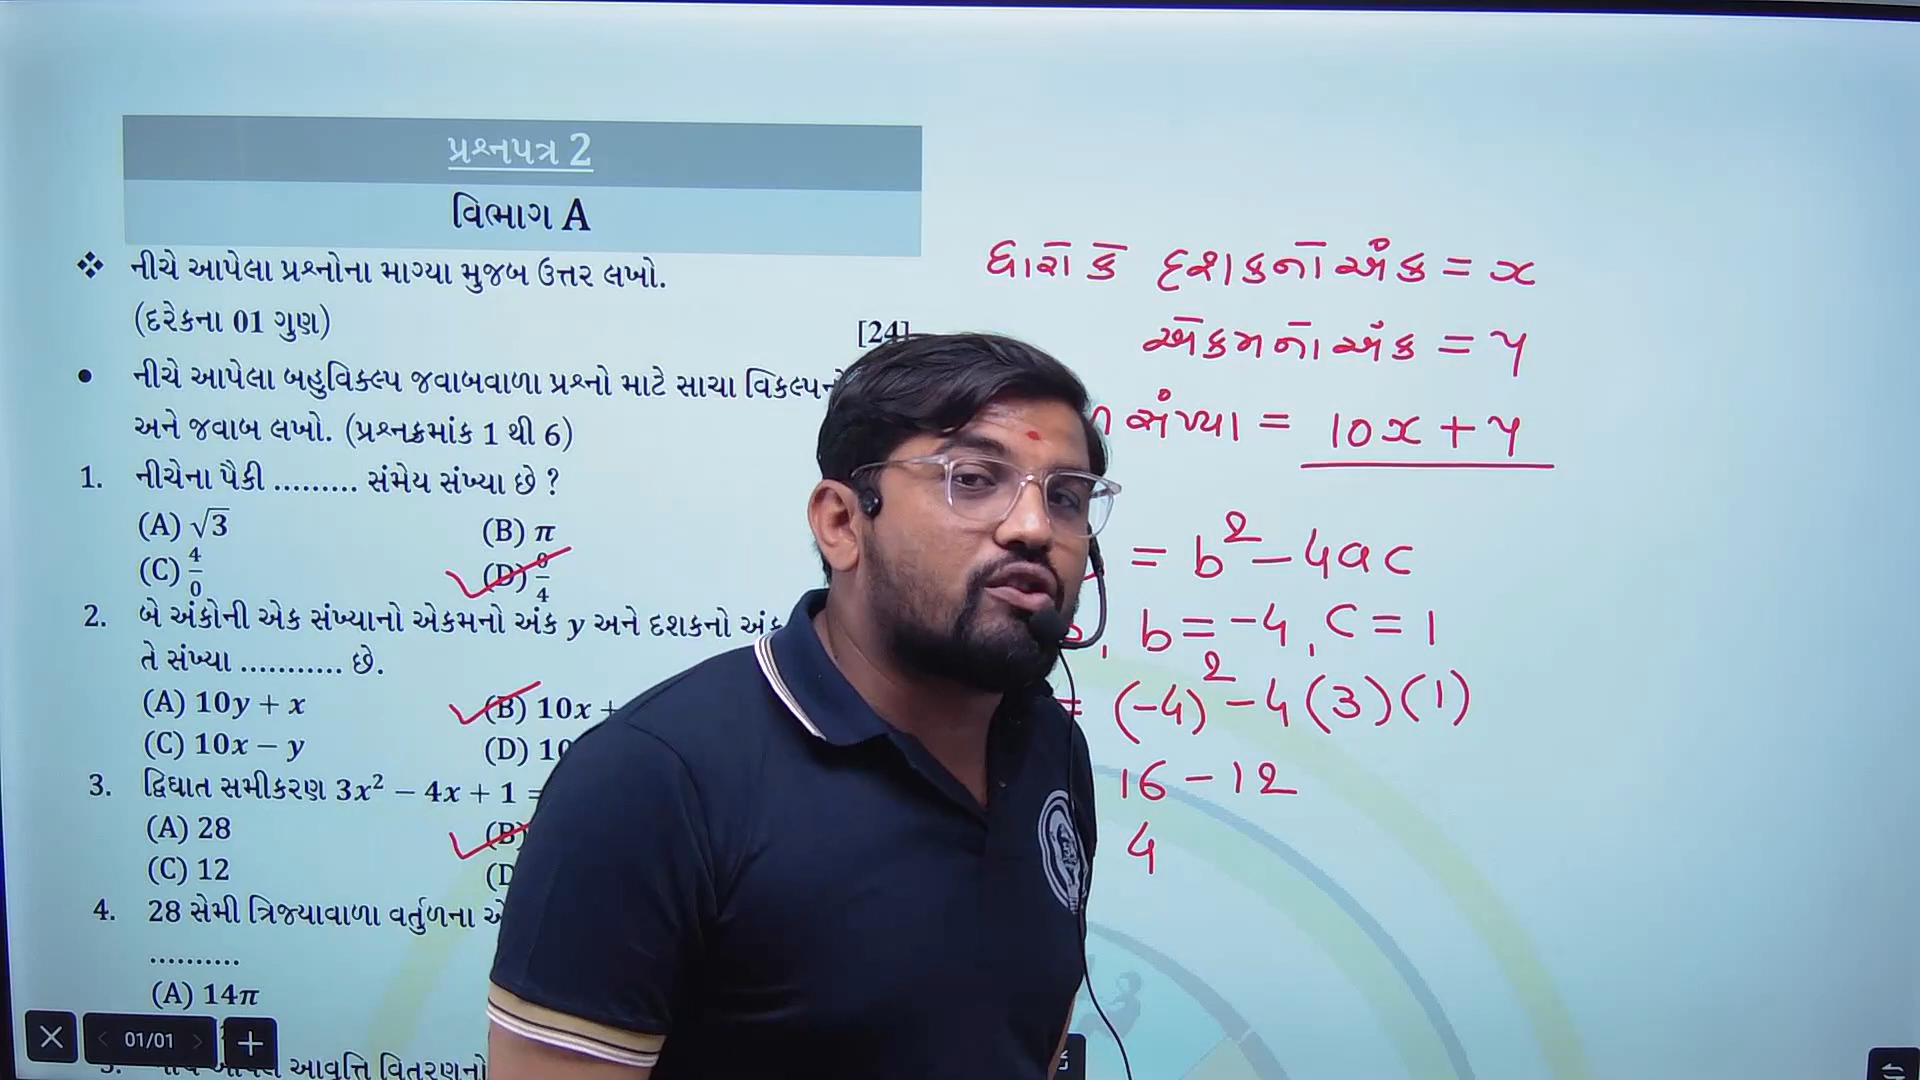 પ્રશ્નપત્ર 2
વિભાગ A
❖ નીચે આપેલા પ્રશ્નોના માગ્યા મુજબ ઉત્તર લખો.
(દરેકના 01 ગુણ)
[24]
• નીચે આપેલા બહુવિકલ્પ જવાબવાળા પ્રશ્નો માટે સાચા
અને જવાબ લખો. (પ્રશ્નક્રમાંક 1 થી 6)
1. નીચેના પૈકી ......... સંમેય સંખ્યા છે ?
(A) √3 (B) π
(C) 4/0 (D) 0/4
2. બે અંકોની એક સંખ્યાનો એકમનો અંક y અને દશકનો
તે સંખ્યા ........... છે.
(A) 10y + x (B) 10x +
(C) 10x − y (D)
3. દ્વિઘાત સમીકરણ 3x² − 4x + 1 =
(A) 28 (B)
(C) 12
4. 28 સેમી ત્રિજ્યાવાળા વર્તુળના
..........
(A) 14π
01/01
આવૃત્તિ વિતરણનો
ધારો કે દશકનો અંક = x
એકમનો અંક = y
સંખ્યા = 10x + y
= b² − 4ac
, b = −4, c = 1
= (−4)² − 4(3)(1)
16 − 12
4